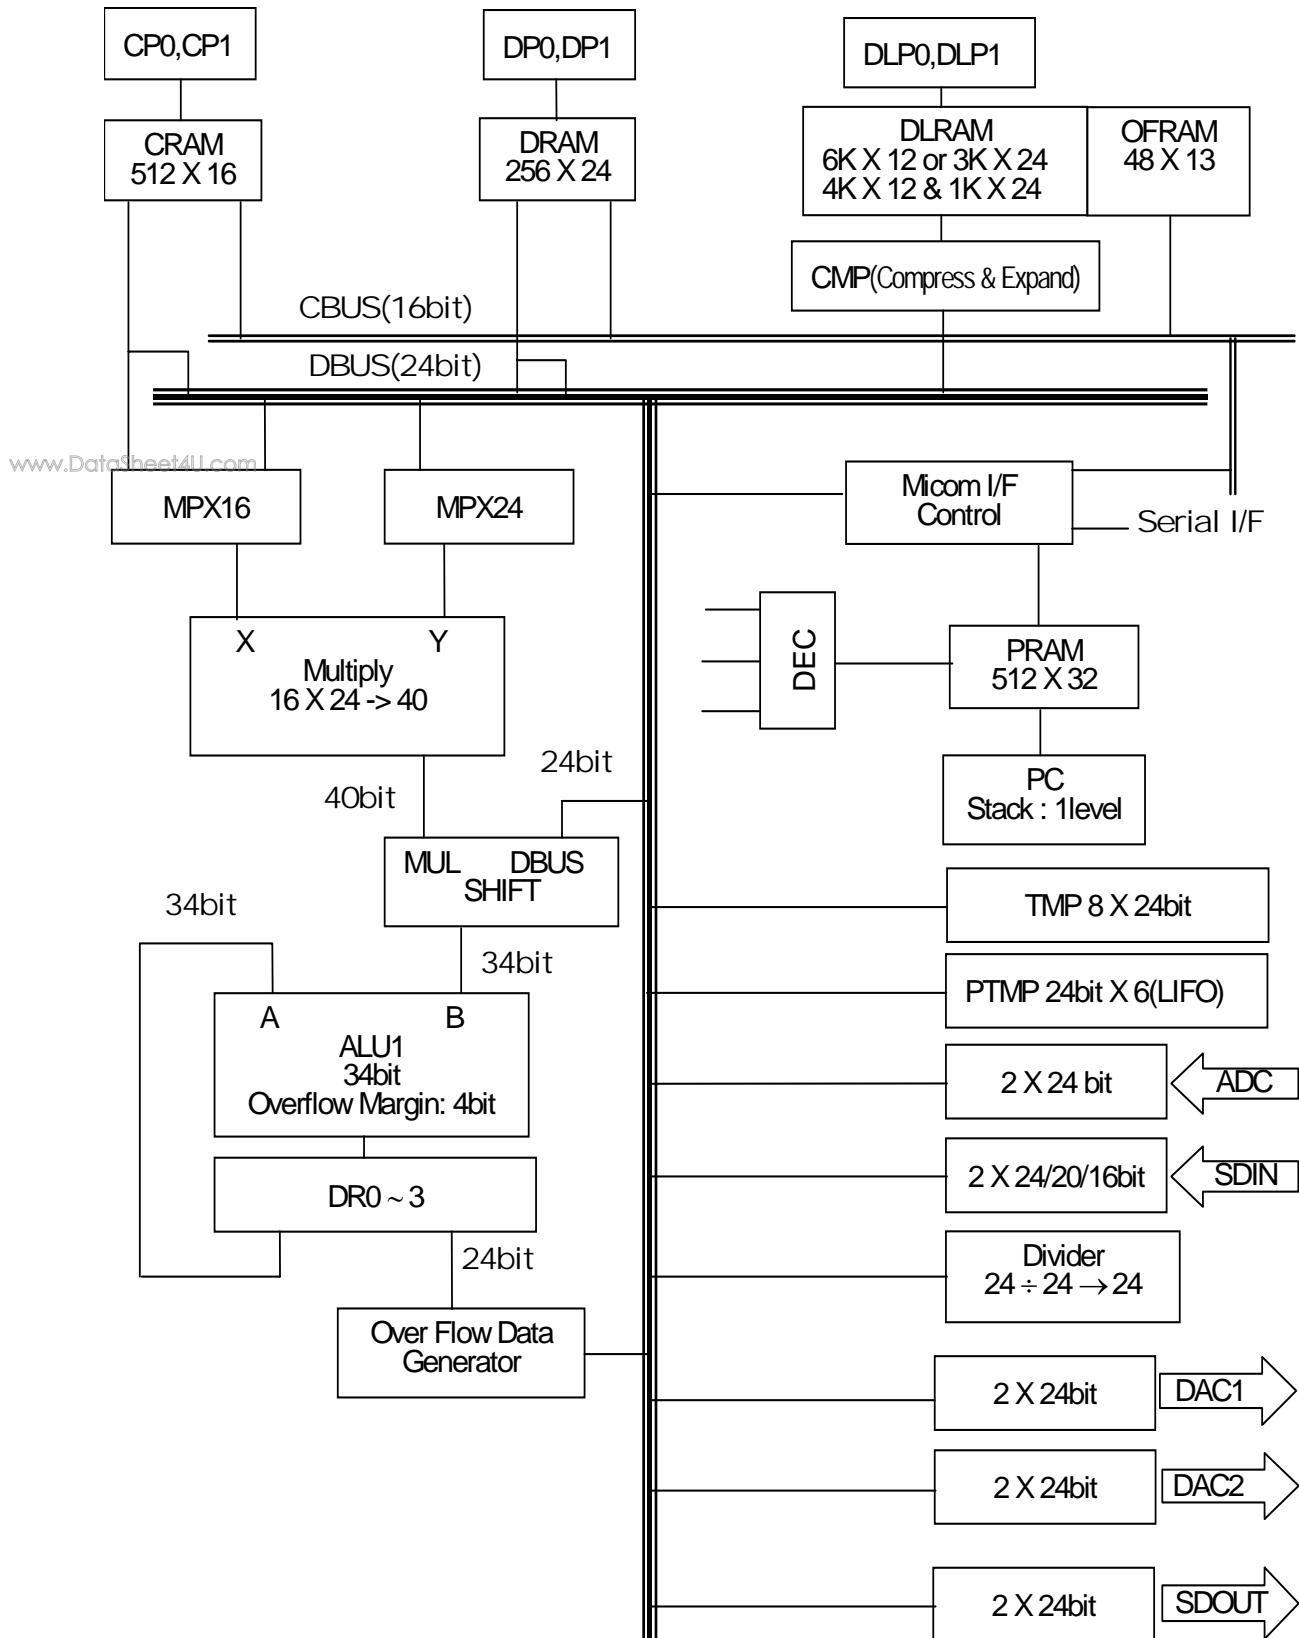 CP0,CP1
DP0,DP1
DLP0,DLP1
CRAM
512 X 16
DRAM
256 X 24
DLRAM
6K X 12 or 3K X 24
4K X 12 & 1K X 24
OFRAM
48 X 13
CMP(Compress & Expand)
CBUS(16bit)
DBUS(24bit)
www.DataSheet4U.com
MPX16
MPX24
Micom I/F
Control
Serial I/F
X Y
Multiply
16 X 24 -> 40
DEC
PRAM
512 X 32
PC
Stack : 1level
40bit
24bit
MUL DBUS
SHIFT
34bit
34bit
TMP 8 X 24bit
PTMP 24bit X 6(LIFO)
A B
ALU1
34bit
Overflow Margin: 4bit
2 X 24 bit
ADC
DR0 ~ 3
2 X 24/20/16bit
SDIN
24bit
Divider
24 ÷ 24 → 24
Over Flow Data
Generator
2 X 24bit
DAC1
2 X 24bit
DAC2
2 X 24bit
SDOUT